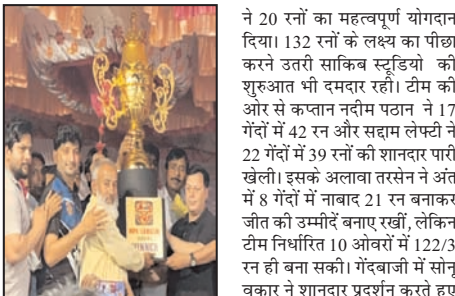 ने 20 रनों का महत्वपूर्ण योगदान
दिया। 132 रनों के लक्ष्य का पीछा
करने उतरी साकिब स्टूडियो की
शुरुआत भी दमदार रही। टीम की
ओर से कप्तान नदीम पठान ने 17
गेंदों में 42 रन और सद्दाम लेफ्टी ने
22 गेंदों में 39 रनों की शानदार पारी
खेली। इसके अलावा तरसेन ने अंत
में 8 गेंदों में नाबाद 21 रन बनाकर
जीत की उम्मीदें बनाए रखीं, लेकिन
टीम निर्धारित 10 ओवरों में 122/3
रन ही बना सकी। गेंदबाजी में सोनू
वकार ने शानदार प्रदर्शन करते हुए
WINNER